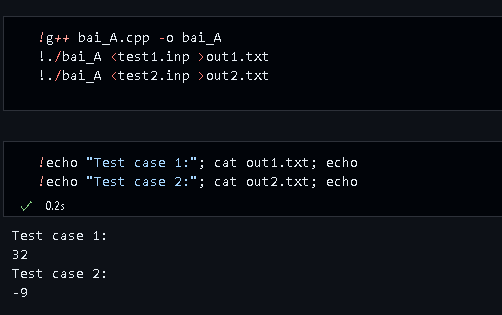 !g++ bai_A.cpp -o bai_A
!./bai_A <test1.inp >out1.txt
!./bai_A <test2.inp >out2.txt
!echo "Test case 1:"; cat out1.txt; echo
!echo "Test case 2:"; cat out2.txt; echo
0.2s
Test case 1:
32
Test case 2:
-9